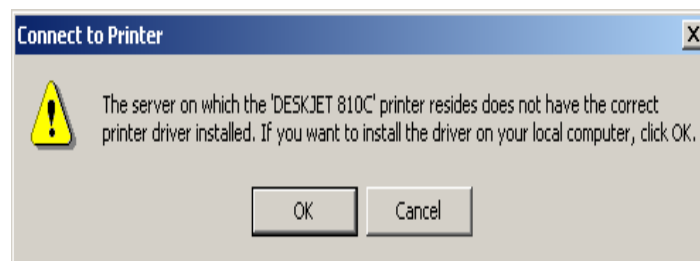 Connect to Printer
The server on which the 'DESKJET 810C' printer resides does not have the correct
printer driver installed. If you want to install the driver on your local computer, click OK.
OK Cancel